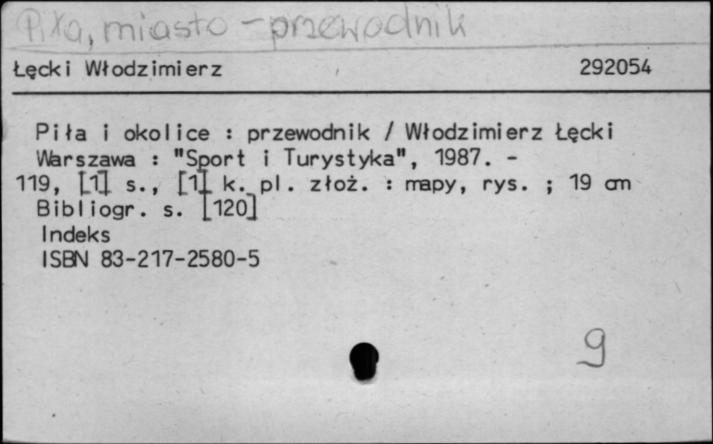 Piła, miasto - przewodnik
Łęcki Włodzimierz 292054
Piła i okolice : przewodnik / Włodzimierz Łęcki
Warszawa : "Sport i Turystyka", 1987. -
119, [1] s., [1] k. pl. złoż. : mapy, rys. ; 19 cm
Bibliogr. s. [120]
Indeks
ISBN 83-217-2580-5
9